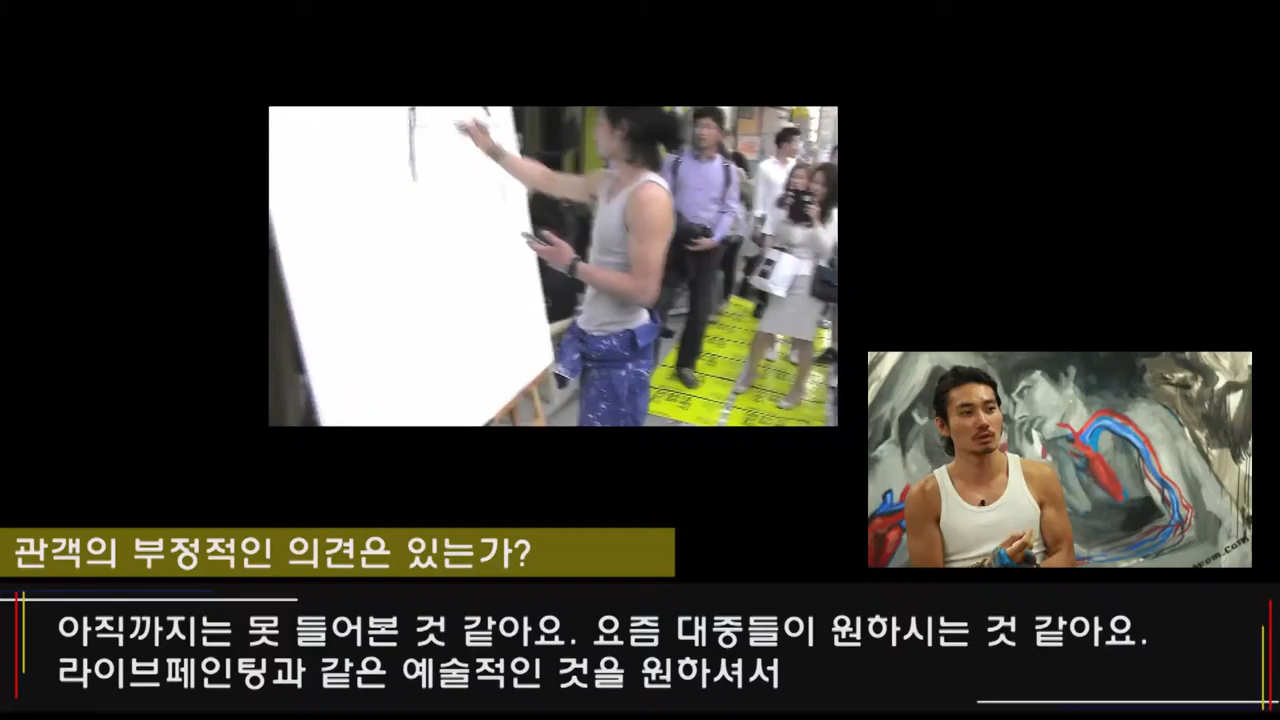 관객의 부정적인 의견은 있는가?
아직까지는 못 들어본 것 같아요. 요즘 대중들이 원하시는 것 같아요.
라이브페인팅과 같은 예술적인 것을 원하셔서